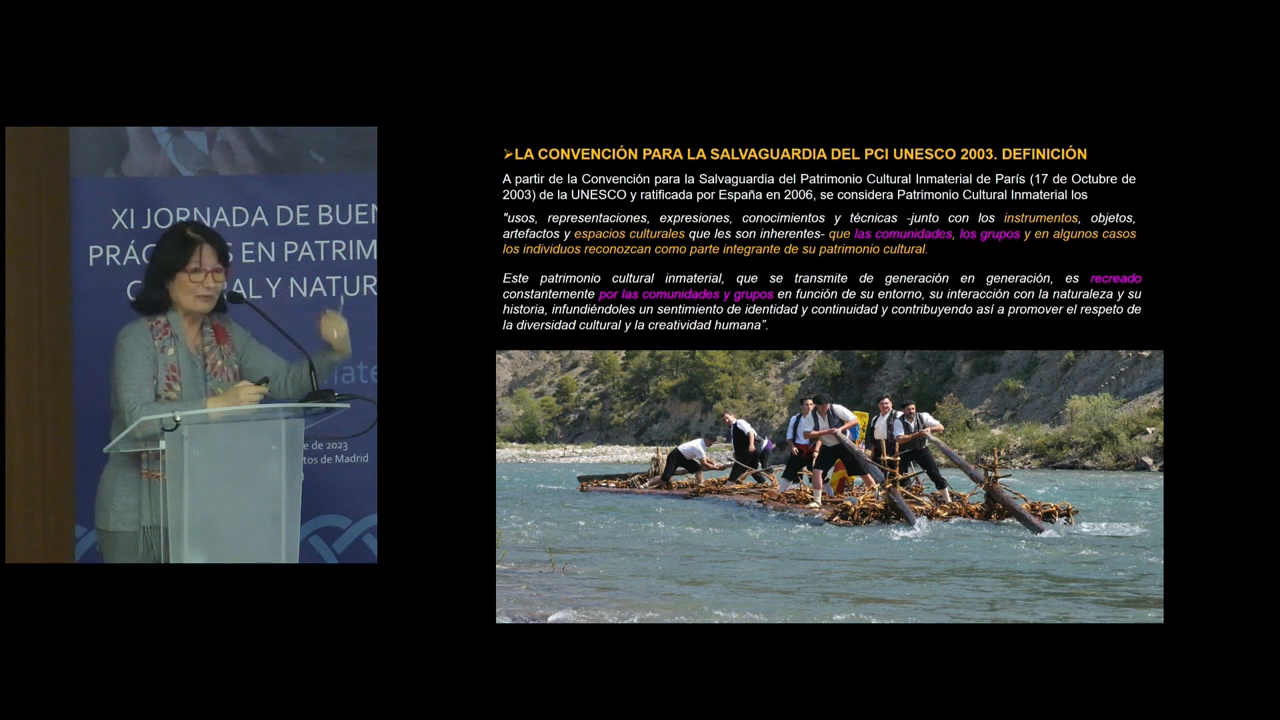 XI JORNADA DE BUEN
PRÁC S EN PATRIM
C AL Y NATUR
e de 2023
tos de Madrid
➢LA CONVENCIÓN PARA LA SALVAGUARDIA DEL PCI UNESCO 2003. DEFINICIÓN
A partir de la Convención para la Salvaguardia del Patrimonio Cultural Inmaterial de París (17 de Octubre de
2003) de la UNESCO y ratificada por España en 2006, se considera Patrimonio Cultural Inmaterial los
"usos, representaciones, expresiones, conocimientos y técnicas -junto con los instrumentos, objetos,
artefactos y espacios culturales que les son inherentes- que las comunidades, los grupos y en algunos casos
los individuos reconozcan como parte integrante de su patrimonio cultural.
Este patrimonio cultural inmaterial, que se transmite de generación en generación, es recreado
constantemente por las comunidades y grupos en función de su entorno, su interacción con la naturaleza y su
historia, infundiéndoles un sentimiento de identidad y continuidad y contribuyendo así a promover el respeto de
la diversidad cultural y la creatividad humana".